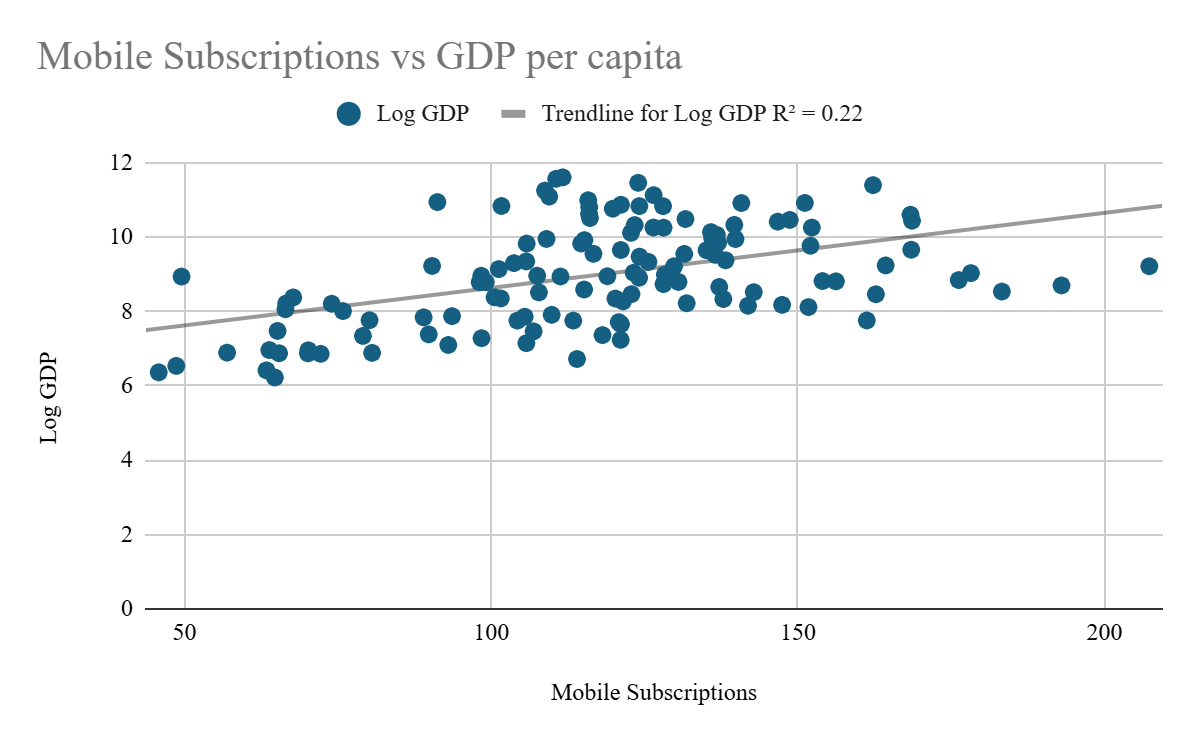 Mobile Subscriptions vs GDP per capita
Log GDP Trendline for Log GDP R² = 0.22
12
10
8
6
4
2
0
Log GDP
50 100 150 200
Mobile Subscriptions